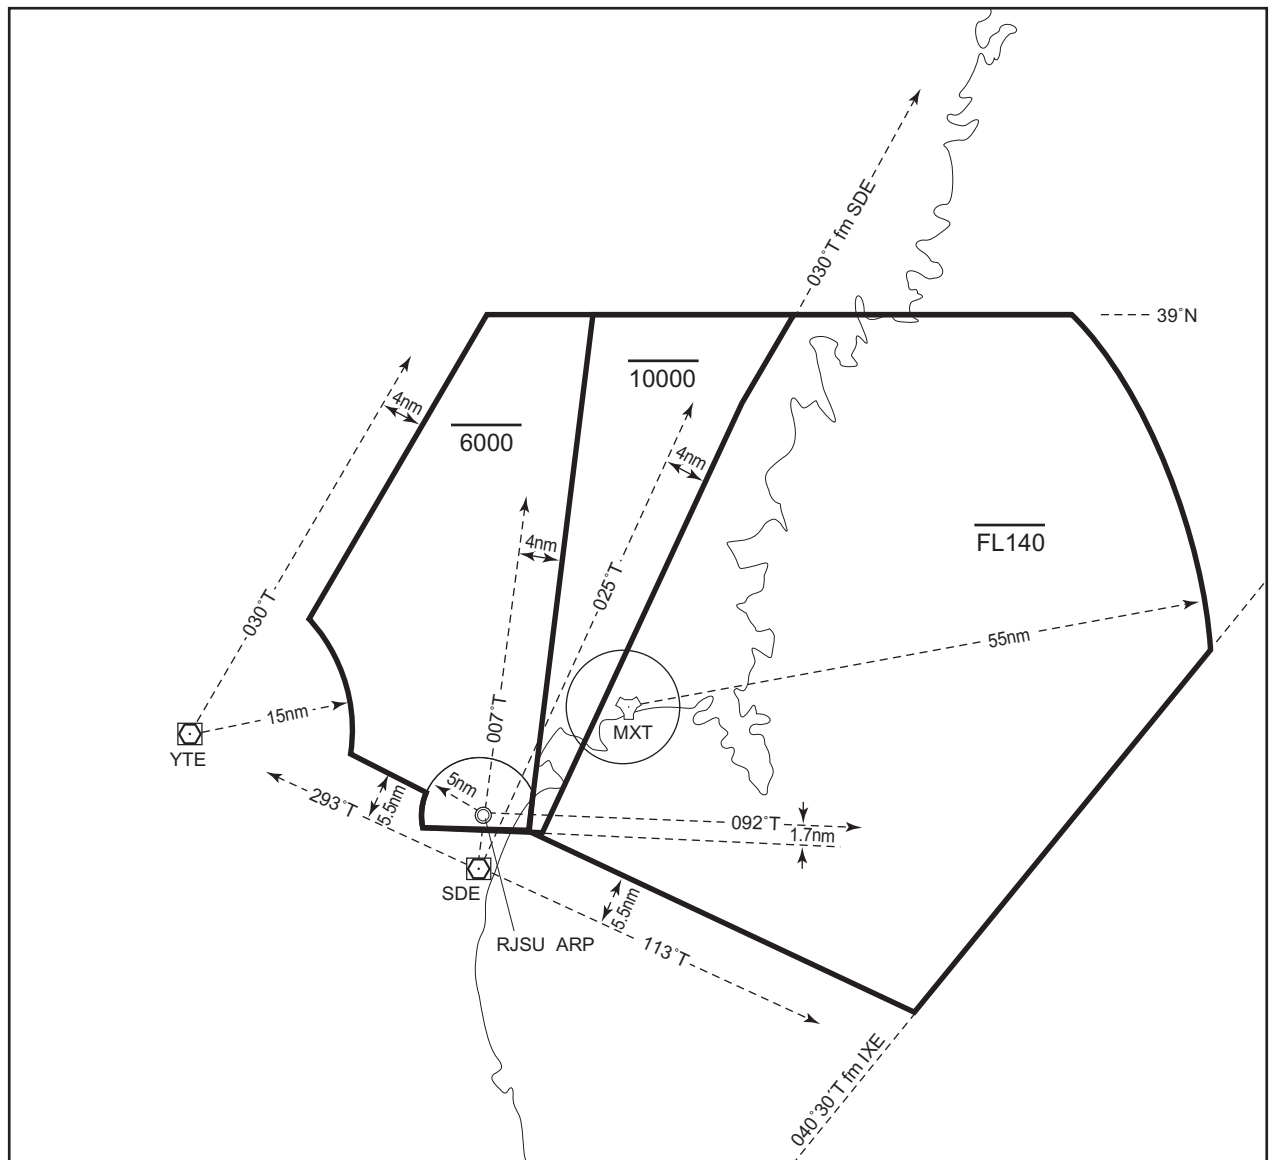 030°T fm SDE
39°N
10000
4nm
6000
4nm
4nm
FL140
025°T
030°T
55nm
007°T
15nm
MXT
YTE
5nm
293°T
5.5nm
092°T
1.7nm
SDE
5.5nm
RJSU ARP
113°T
040°30′T fm IXE